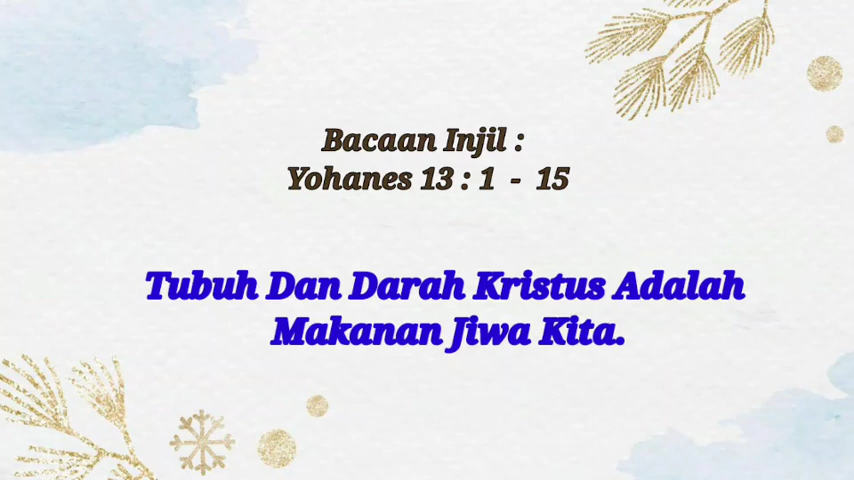 Bacaan Injil :
Yohanes 13 : 1 - 15
Tubuh Dan Darah Kristus Adalah
Makanan Jiwa Kita.